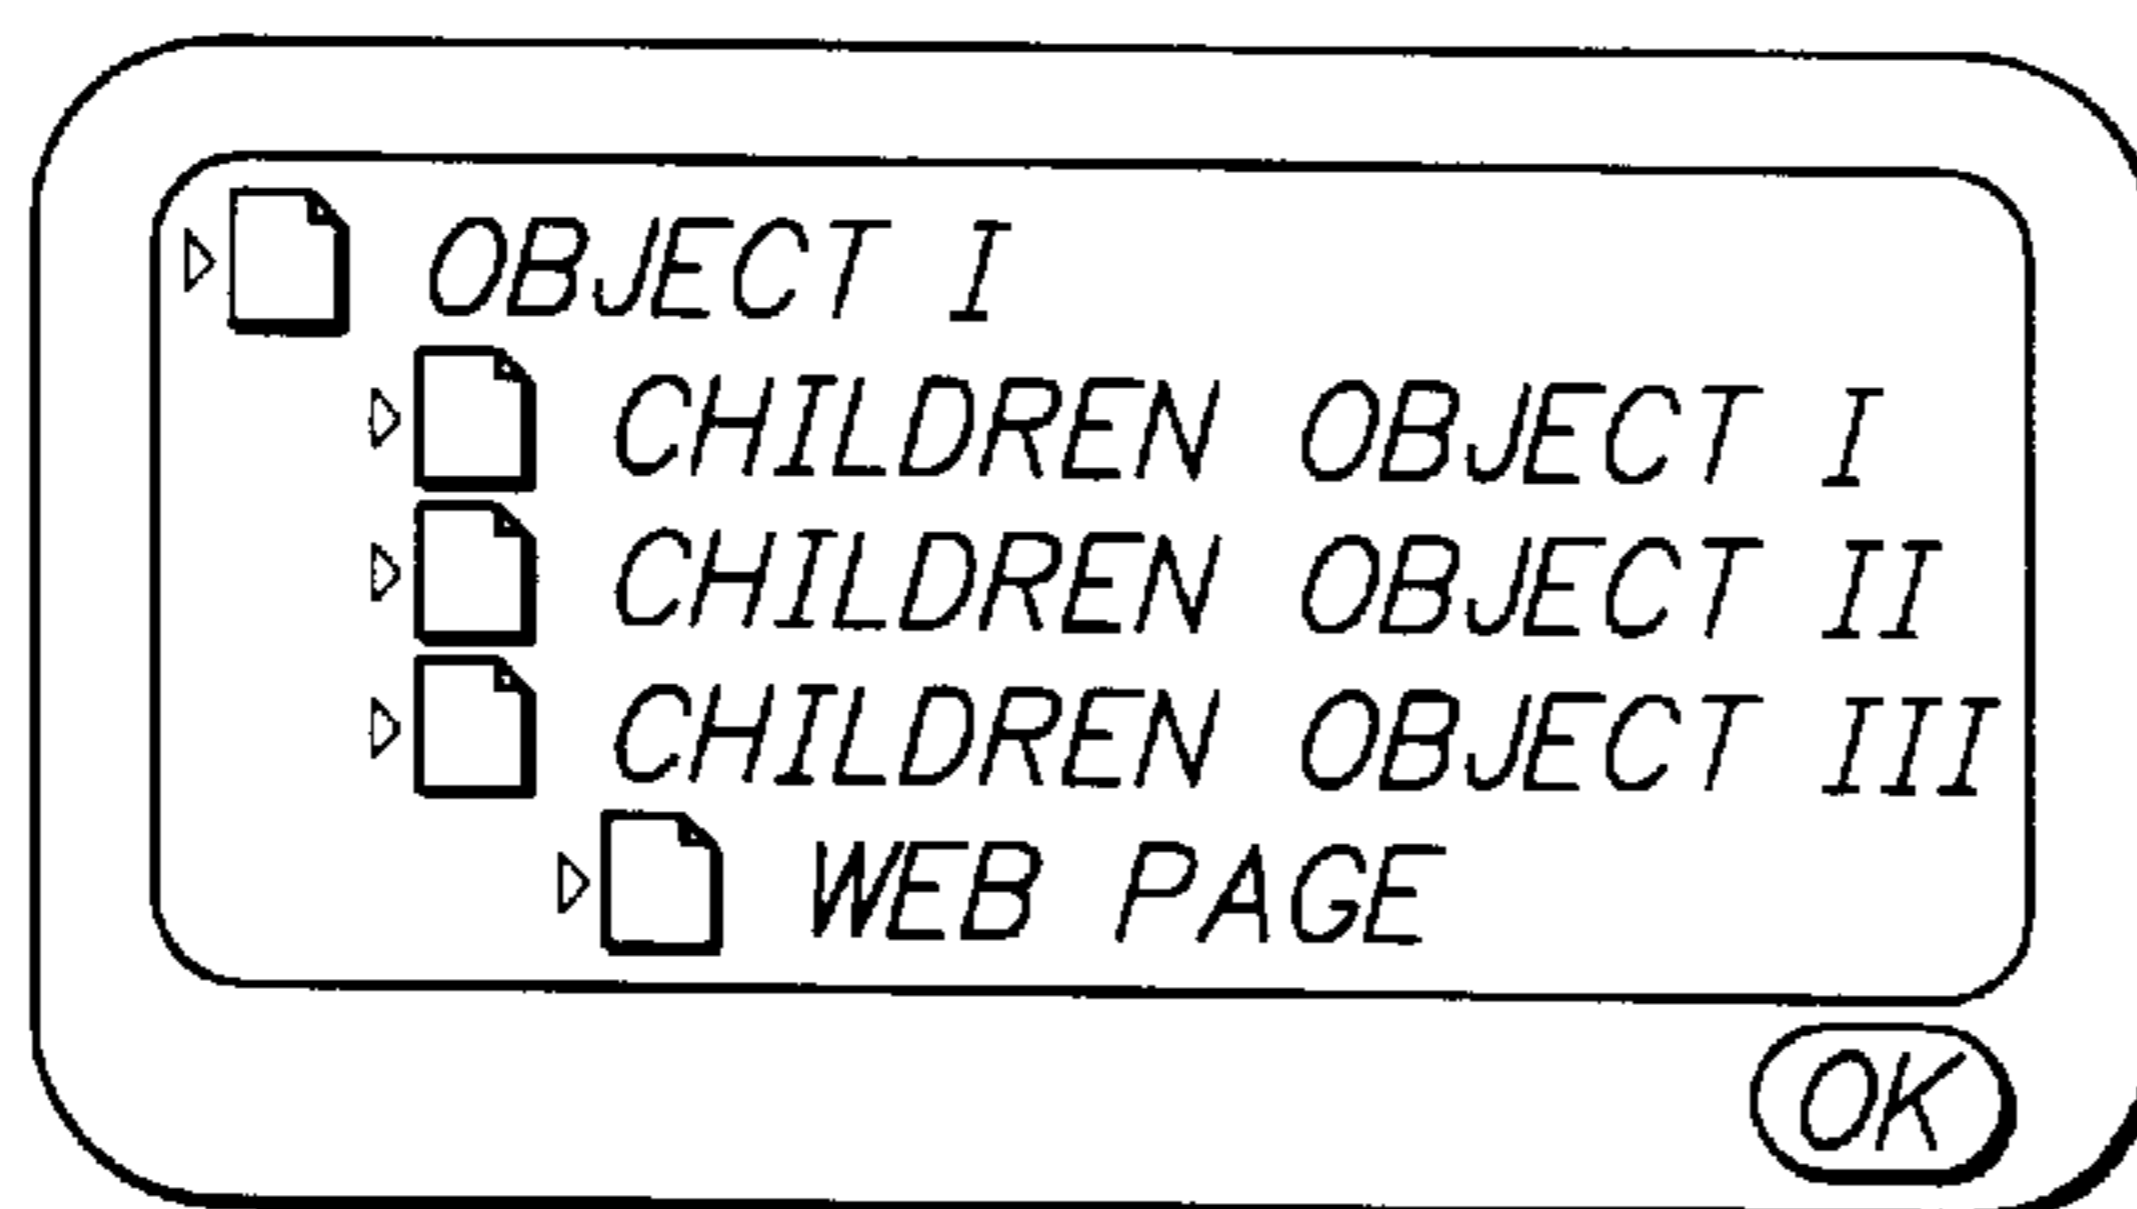 OBJECT I
CHILDREN OBJECT I
CHILDREN OBJECT II
CHILDREN OBJECT III
WEB PAGE
OK